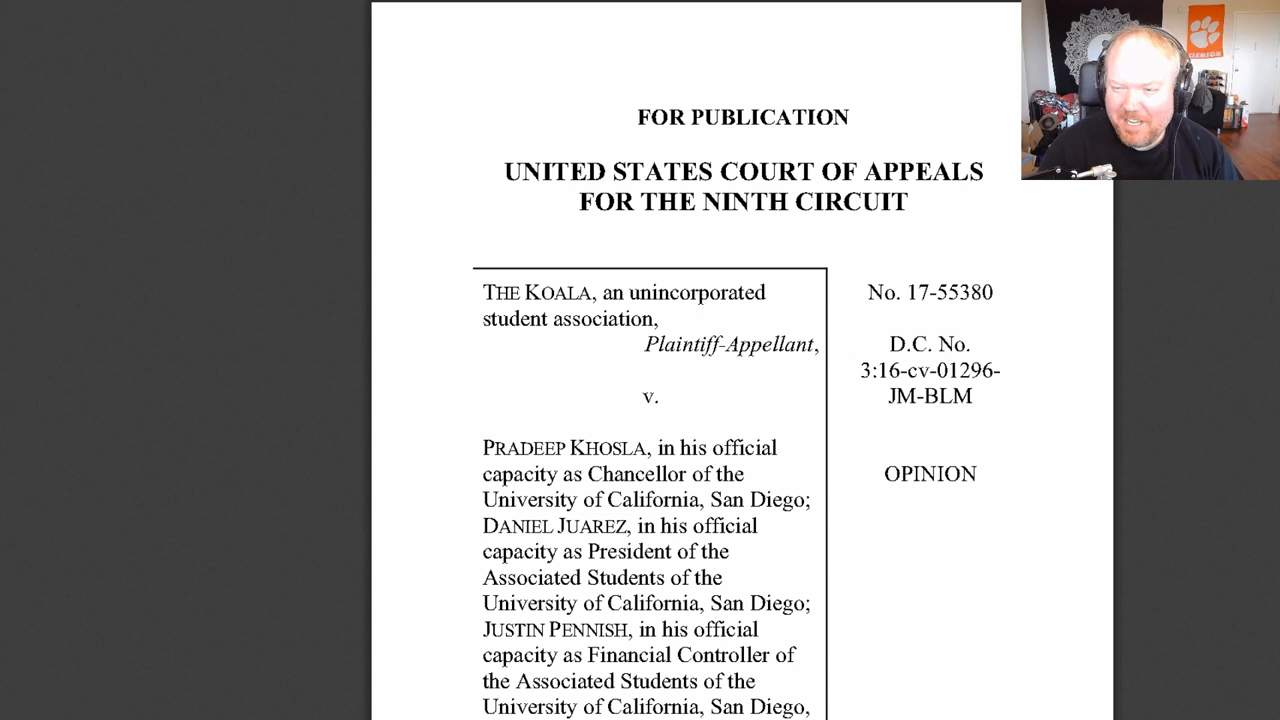 FOR PUBLICATION
UNITED STATES COURT OF APPEALS
FOR THE NINTH CIRCUIT
THE KOALA, an unincorporated
student association,
Plaintiff-Appellant,
v.
PRADEEP KHOSLA, in his official
capacity as Chancellor of the
University of California, San Diego;
DANIEL JUAREZ, in his official
capacity as President of the
Associated Students of the
University of California, San Diego;
JUSTIN PENNISH, in his official
capacity as Financial Controller of
the Associated Students of the
University of California, San Diego,
No. 17-55380
D.C. No.
3:16-cv-01296-
JM-BLM
OPINION
CLEMSON